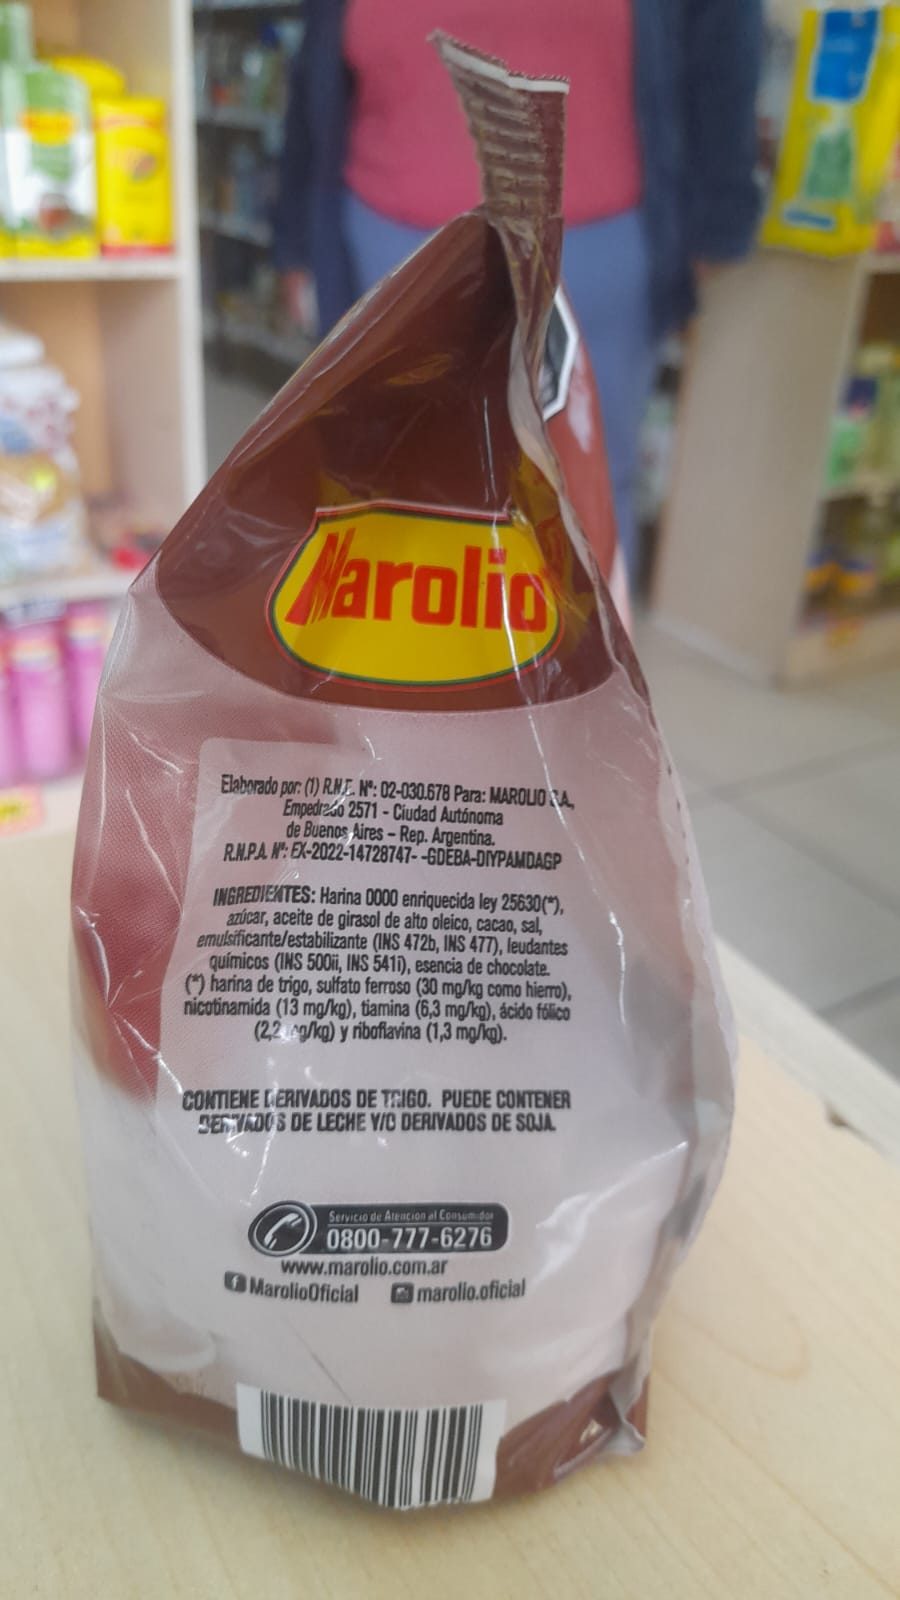 Marolio
Elaborado por: (1) R.N.E. Nº: 02-030.678 Para: MAROLIO S.A.,
Empedrado 2571 - Ciudad Autónoma
de Buenos Aires – Rep. Argentina.
R.N.P.A. Nº: EX-2022-14728747- -GDEBA-DIYPAMDAGP
INGREDIENTES: Harina 0000 enriquecida ley 25630(*),
azúcar, aceite de girasol de alto oleico, cacao, sal,
emulsificante/estabilizante (INS 472b, INS 477), leudantes
químicos (INS 500ii, INS 541i), esencia de chocolate.
(*) harina de trigo, sulfato ferroso (30 mg/kg como hierro),
nicotinamida (13 mg/kg), tiamina (6,3 mg/kg), ácido fólico
(2,2 mg/kg) y riboflavina (1,3 mg/kg).
CONTIENE DERIVADOS DE TRIGO. PUEDE CONTENER
DERIVADOS DE LECHE Y/O DERIVADOS DE SOJA.
Servicio de Atención al Consumidor
0800-777-6276
www.marolio.com.ar
MarolioOficial marolio.oficial